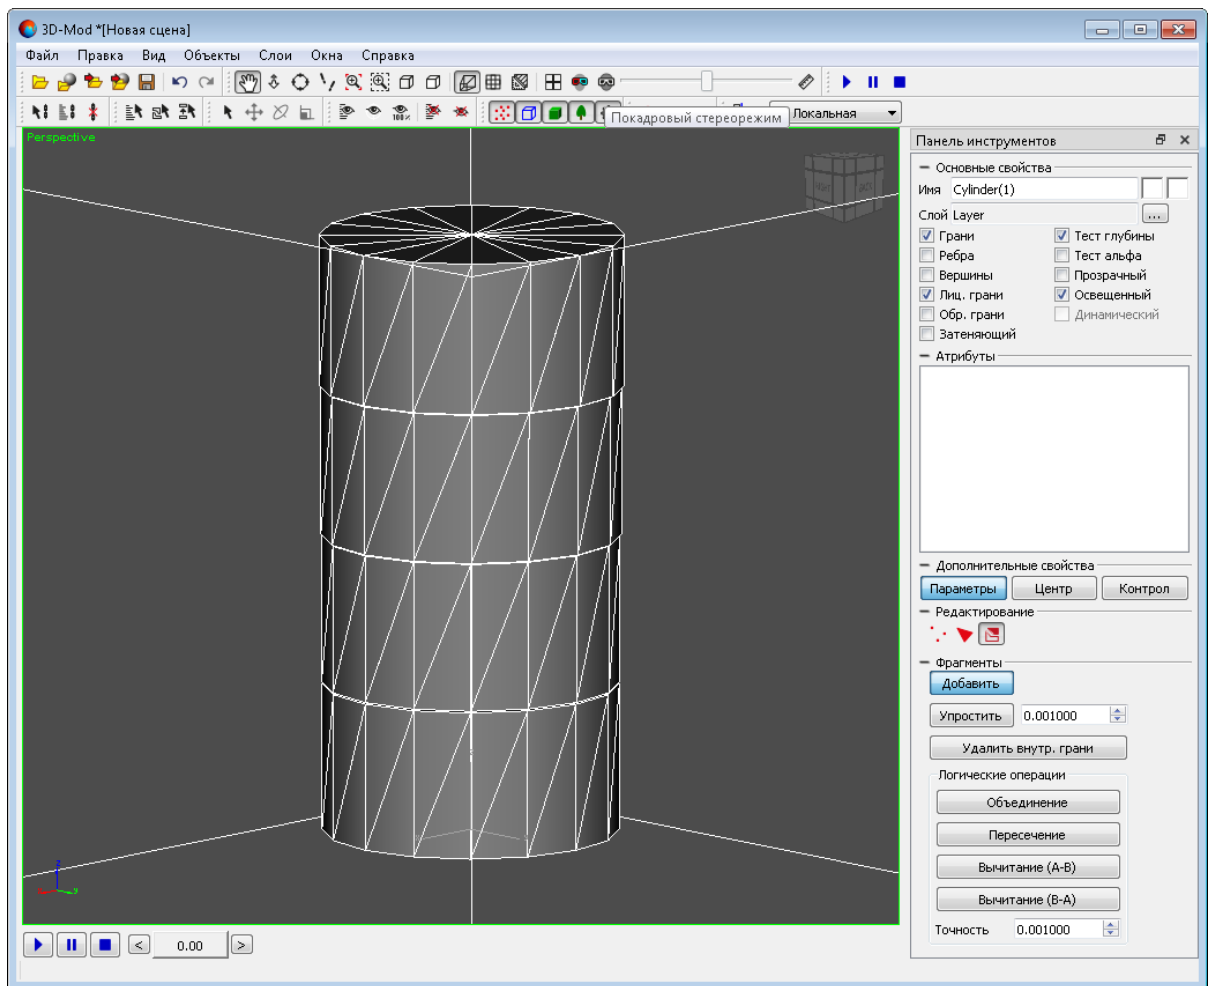 3D-Mod *[Новая сцена]
Файл Правка Вид Объекты Слои Окна Справка
100%
Покадровый стереорежим
Локальная
Perspective
Панель инструментов
Основные свойства
Имя Cylinder(1)
Слой Layer ...
Грани Тест глубины
Ребра Тест альфа
Вершины Прозрачный
Лиц. грани Освещенный
Обр. грани Динамический
Затеняющий
Атрибуты
Дополнительные свойства
Параметры Центр Контрол
Редактирование
Фрагменты
Добавить
Упростить 0.001000
Удалить внутр. грани
Логические операции
Объединение
Пересечение
Вычитание (A-B)
Вычитание (B-A)
Точность 0.001000
z
y
< 0.00 >